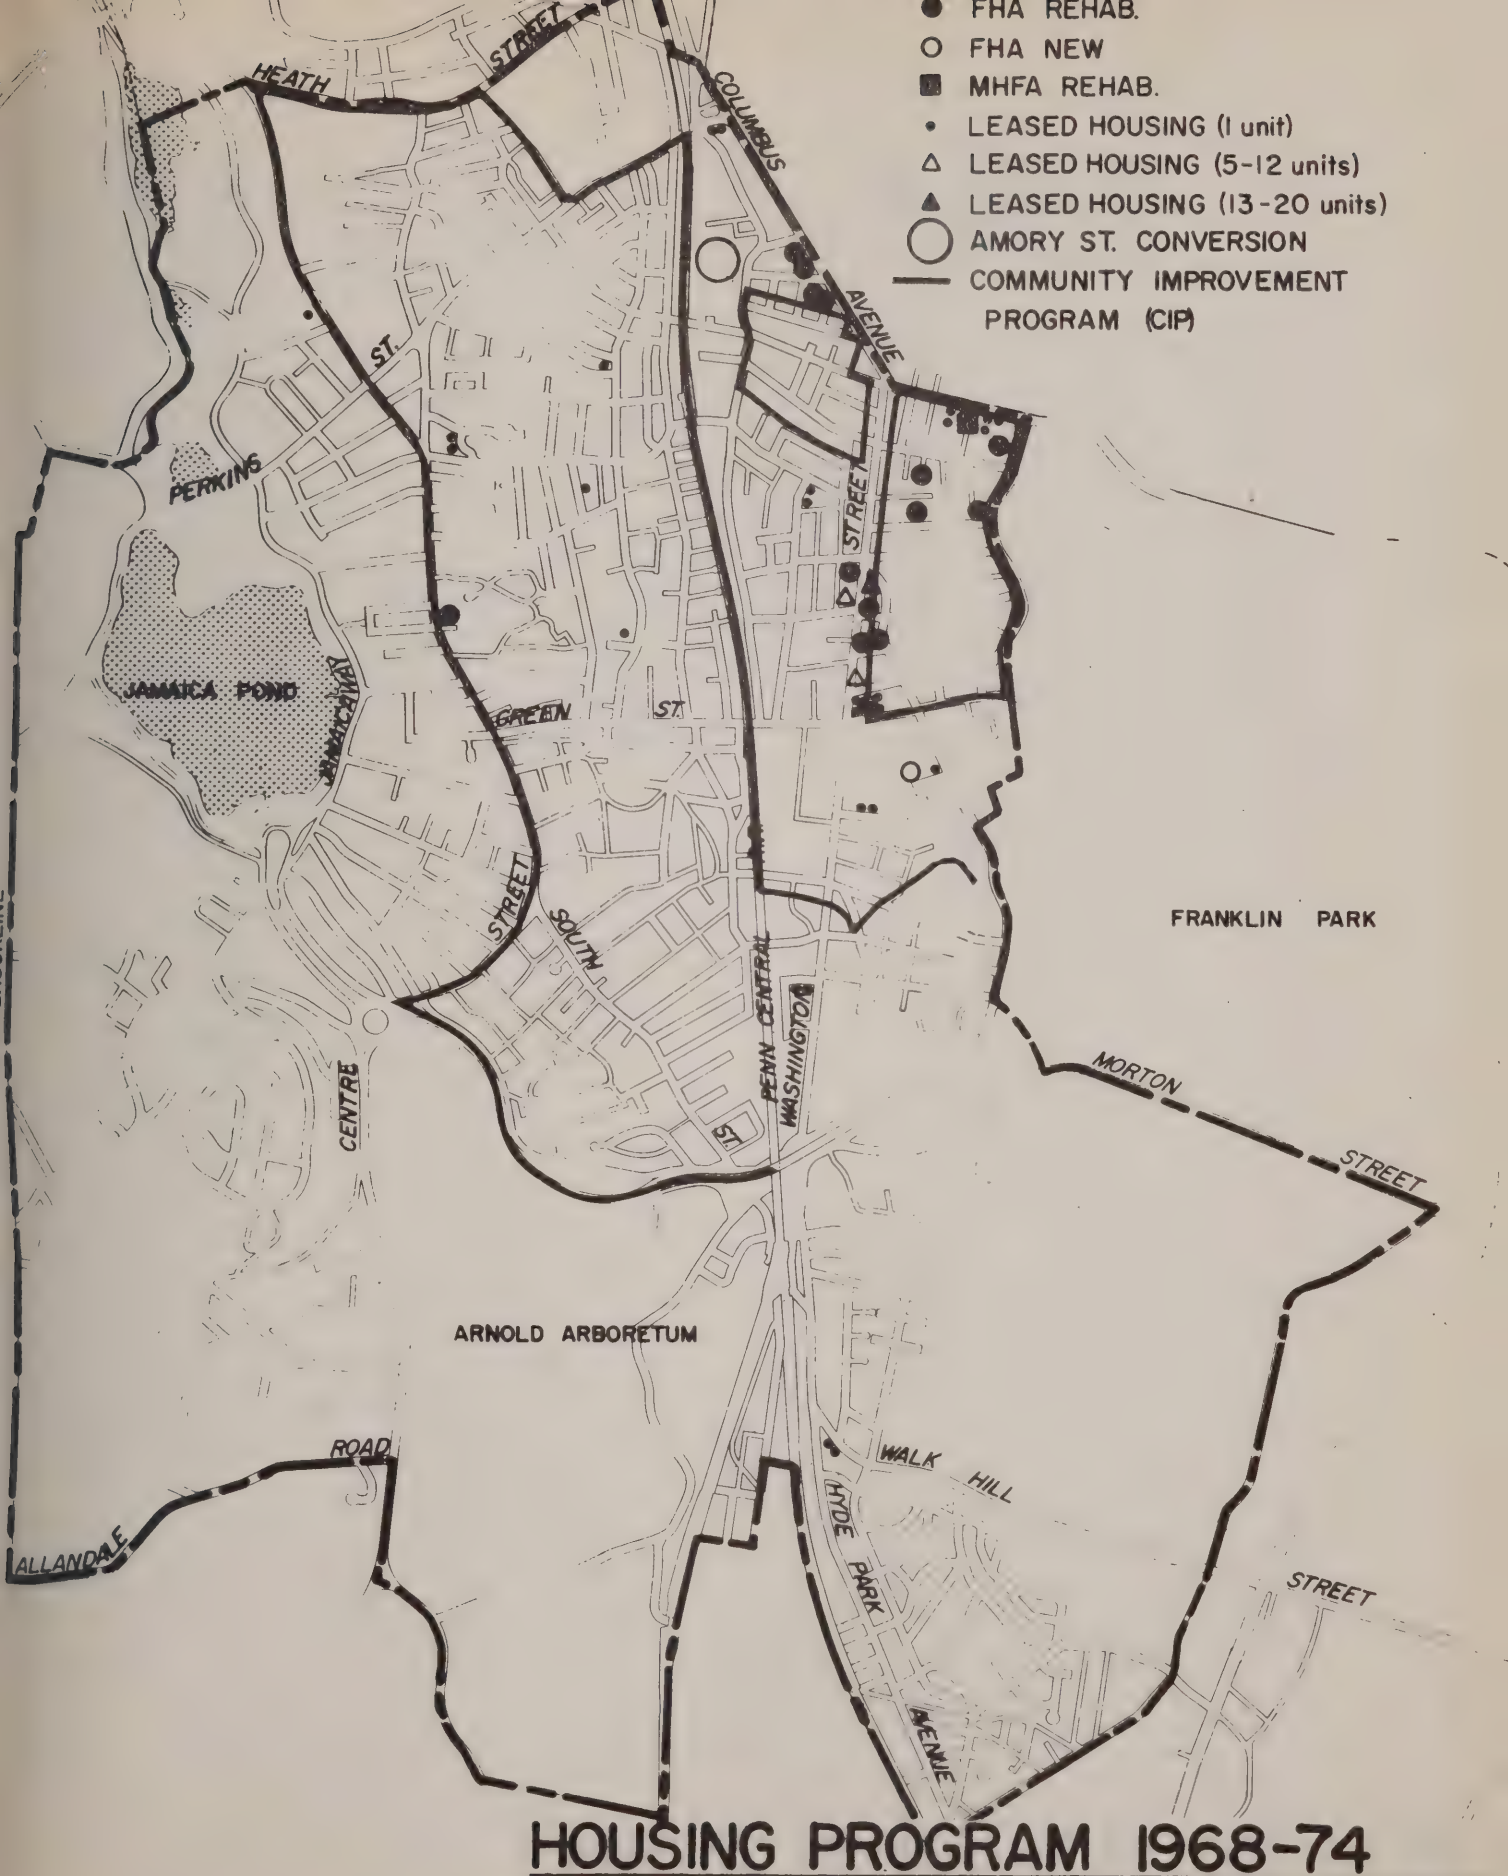 FHA REHAB.
FHA NEW
MHFA REHAB.
LEASED HOUSING (1 unit)
LEASED HOUSING (5-12 units)
LEASED HOUSING (13-20 units)
AMORY ST. CONVERSION
COMMUNITY IMPROVEMENT
PROGRAM (CIP)
HEATH
STREET
COLUMBUS
AVENUE
ST.
PERKINS
STREET
JAMAICA POND
JAMAICAWAY
GREEN
ST.
STREET
SOUTH
FRANKLIN PARK
PENN CENTRAL
WASHINGTON
CENTRE
MORTON
STREET
ST.
ARNOLD ARBORETUM
ROAD
WALK
HILL
HYDE
PARK
ALLANDALE
STREET
AVENUE
HOUSING PROGRAM 1968-74